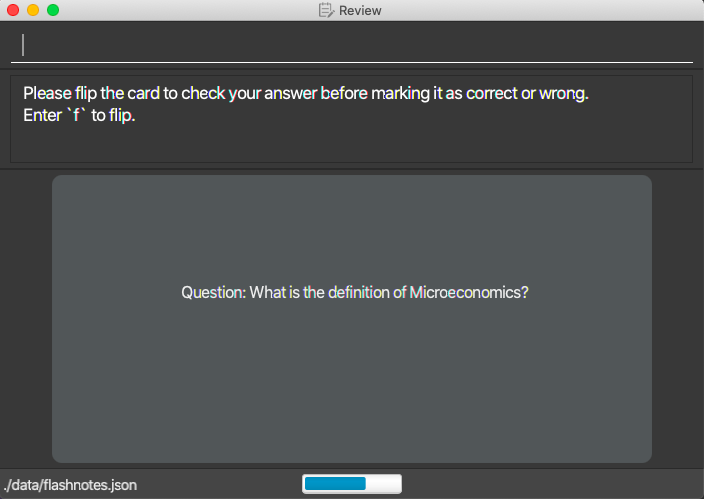 Review
Please flip the card to check your answer before marking it as correct or wrong.
Enter `f` to flip.
Question: What is the definition of Microeconomics?
./data/flashnotes.json